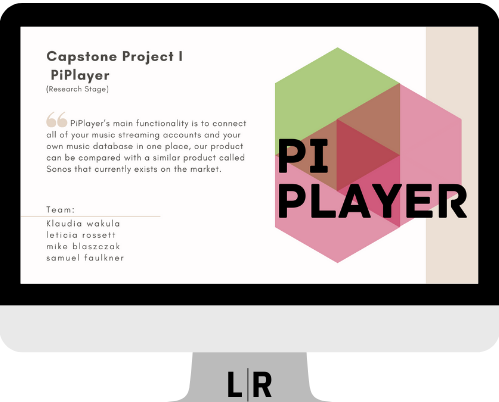 Capstone Project I
PiPlayer
{Research Stage}
PiPlayer's main functionality is to connect
all of your music streaming accounts and your
own music database in one place, our product
can be compared with a similar product called
Sonos that currently exists on the market.
Team:
Klaudia wakula
leticia rossett
mike blaszczak
samuel faulkner
PI
PLAYER
L|R